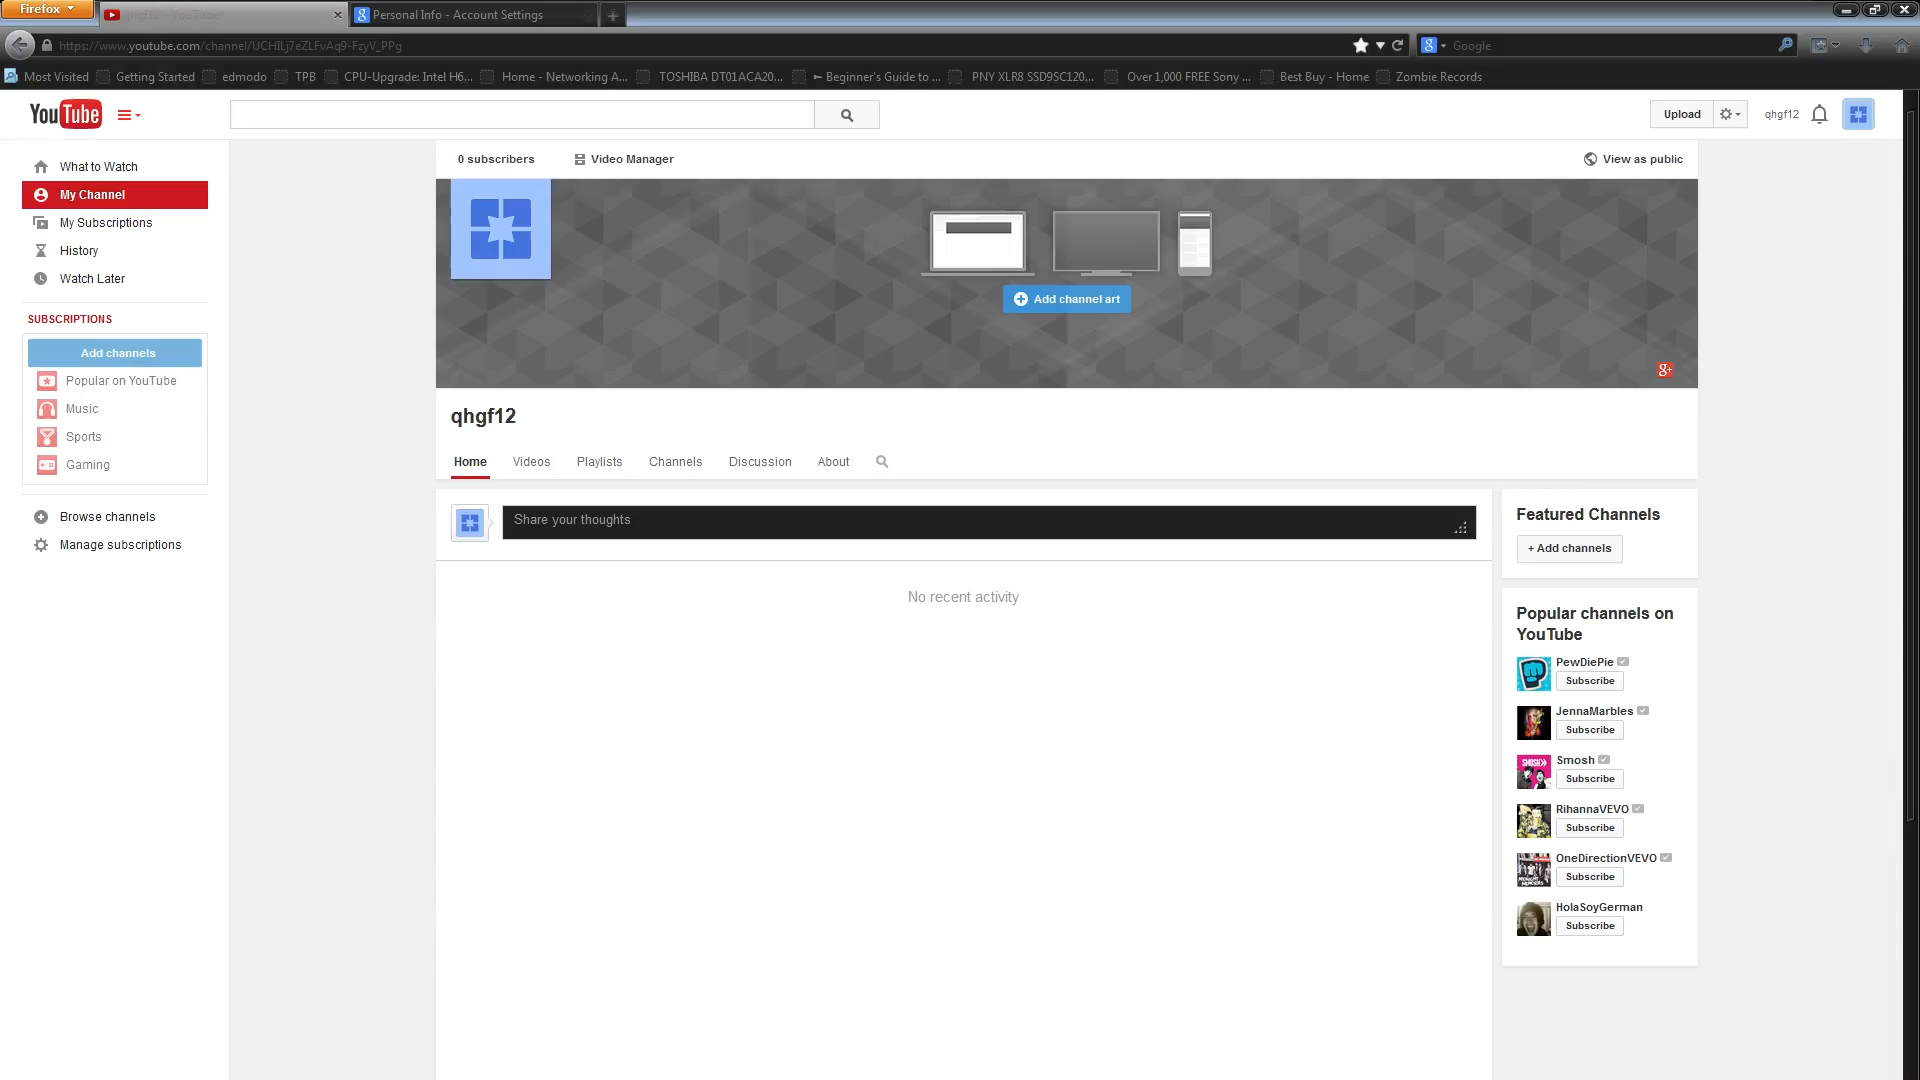 Firefox
qhgf12 - YouTube
Personal Info - Account Settings
https://www.youtube.com/channel/UCHILj7eZLFvAq9-FzyV_PPg
Google
Most Visited Getting Started edmodo TPB CPU-Upgrade: Intel H6... Home - Networking A... TOSHIBA DT01ACA20... Beginner's Guide to ... PNY XLR8 SSD9SC120... Over 1,000 FREE Sony ... Best Buy - Home Zombie Records
YouTube
Upload
qhgf12
What to Watch
My Channel
My Subscriptions
History
Watch Later
SUBSCRIPTIONS
Add channels
Popular on YouTube
Music
Sports
Gaming
Browse channels
Manage subscriptions
0 subscribers Video Manager View as public
Add channel art
g+
qhgf12
Home Videos Playlists Channels Discussion About
Share your thoughts
No recent activity
Featured Channels
+ Add channels
Popular channels on
YouTube
PewDiePie
Subscribe
JennaMarbles
Subscribe
SMOSH
Smosh
Subscribe
RihannaVEVO
Subscribe
OneDirectionVEVO
Subscribe
HolaSoyGerman
Subscribe